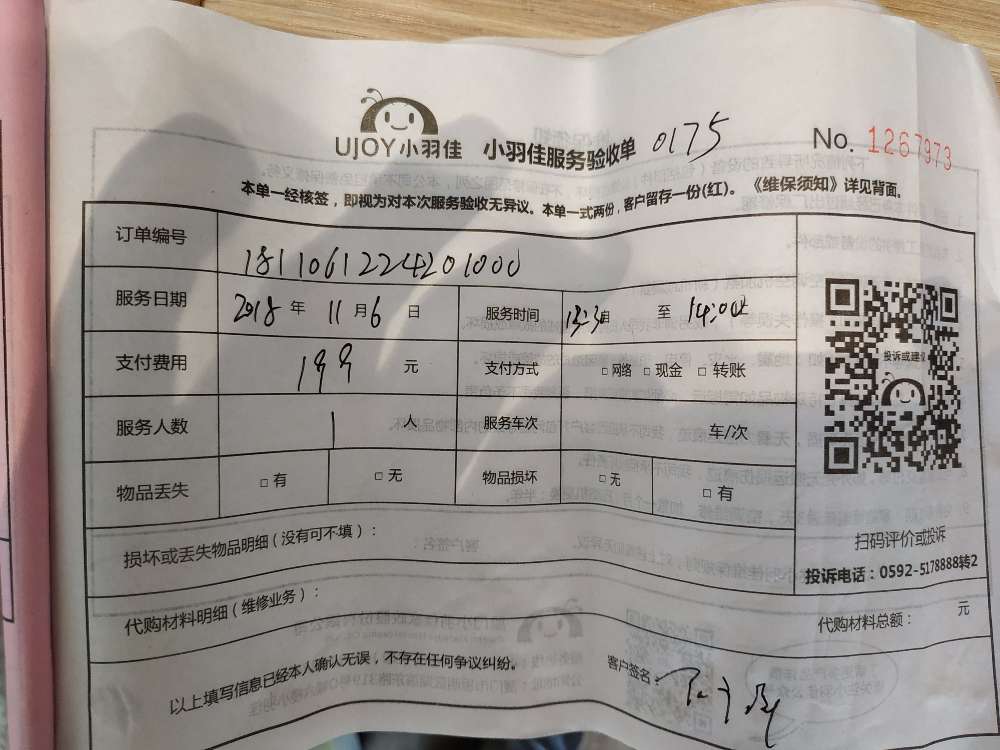 UJOY小羽佳 小羽佳服务验收单 0175 No. 1267973
本单一经核签，即视为对本次服务验收无异议。本单一式两份，客户留存一份(红)。《维保须知》详见背面。
订单编号 1811061224201000
服务日期 2018 年 11 月 6 日 服务时间 至 14:00
支付费用 199 元 支付方式 □ 网络 □ 现金 □ 转账
投诉或建议
服务人数 1 人 服务车次 车/次
物品丢失 □ 有 □ 无 物品损坏 □ 无 □ 有
损坏或丢失物品明细（没有可不填）：
扫码评价或投诉
投诉电话：0592-5178888转2
代购材料明细（维修业务）：
代购材料总额： 元
以上填写信息已经本人确认无误，不存在任何争议纠纷。
客户签名：